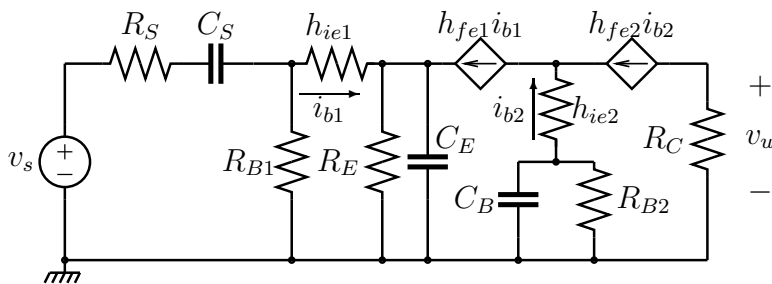 R_S
C_S
h_{ie1}
h_{fe1}i_{b1}
h_{fe2}i_{b2}
i_{b1}
i_{b2}
h_{ie2}
+
v_s
+
−
R_{B1}
R_E
C_E
R_C
v_u
C_B
R_{B2}
−